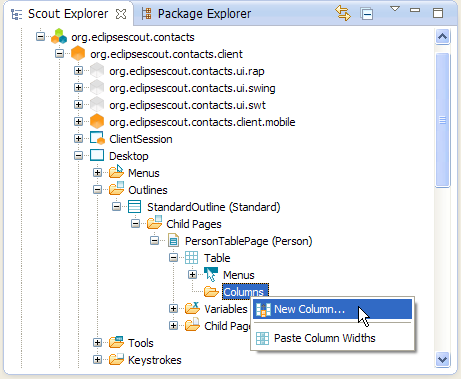 Scout Explorer Package Explorer
org.eclipsescout.contacts
org.eclipsescout.contacts.client
org.eclipsescout.contacts.ui.rap
org.eclipsescout.contacts.ui.swing
org.eclipsescout.contacts.ui.swt
org.eclipsescout.contacts.client.mobile
ClientSession
Desktop
Menus
Outlines
StandardOutline (Standard)
Child Pages
PersonTablePage (Person)
Table
Menus
Columns
New Column...
Variables
Child Pag
Paste Column Widths
Tools
Keystrokes